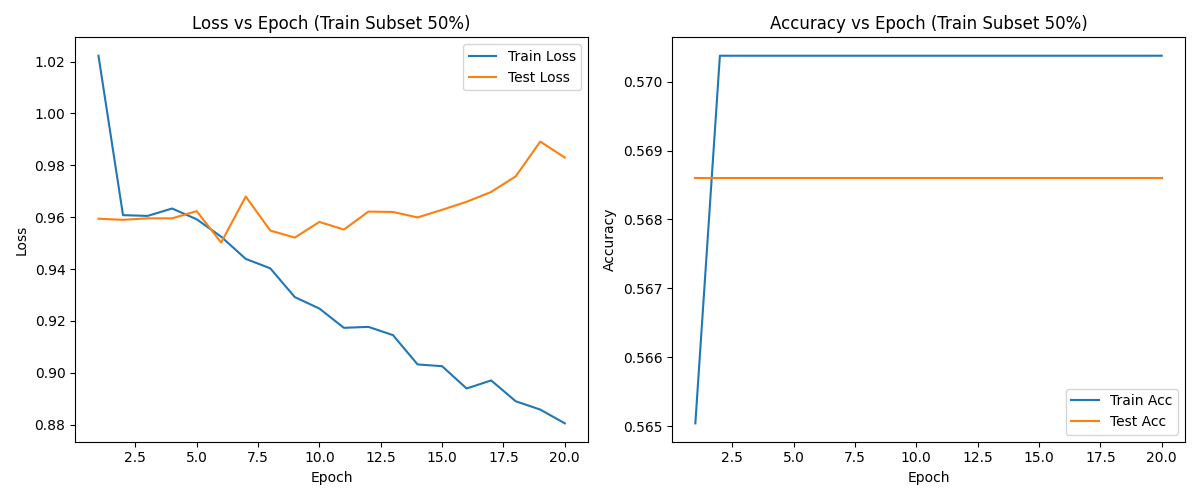 Loss vs Epoch (Train Subset 50%)
Train Loss
Test Loss
1.02
1.00
0.98
0.96
0.94
0.92
0.90
0.88
Loss
2.5 5.0 7.5 10.0 12.5 15.0 17.5 20.0
Epoch
Accuracy vs Epoch (Train Subset 50%)
0.570
0.569
0.568
0.567
0.566
0.565
Accuracy
Train Acc
Test Acc
2.5 5.0 7.5 10.0 12.5 15.0 17.5 20.0
Epoch